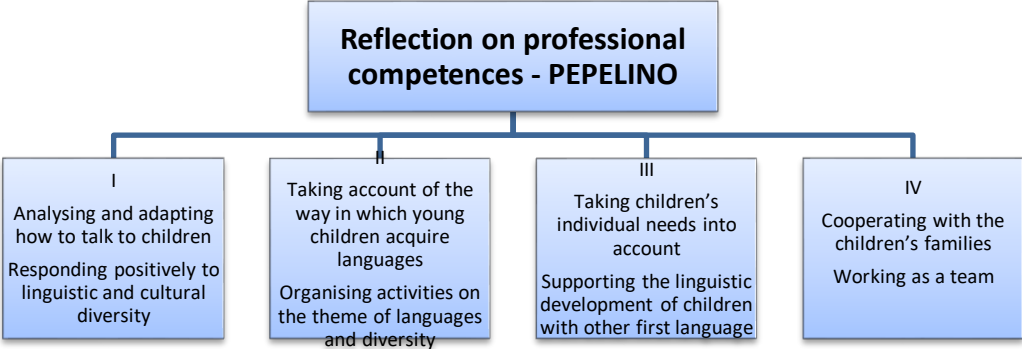 Reflection on professional
competences - PEPELINO
I
Analysing and adapting
how to talk to children
Responding positively to
linguistic and cultural
diversity
II
Taking account of the
way in which young
children acquire
languages
Organising activities on
the theme of languages
and diversity
III
Taking children’s
individual needs into
account
Supporting the linguistic
development of children
with other first language
IV
Cooperating with the
children’s families
Working as a team